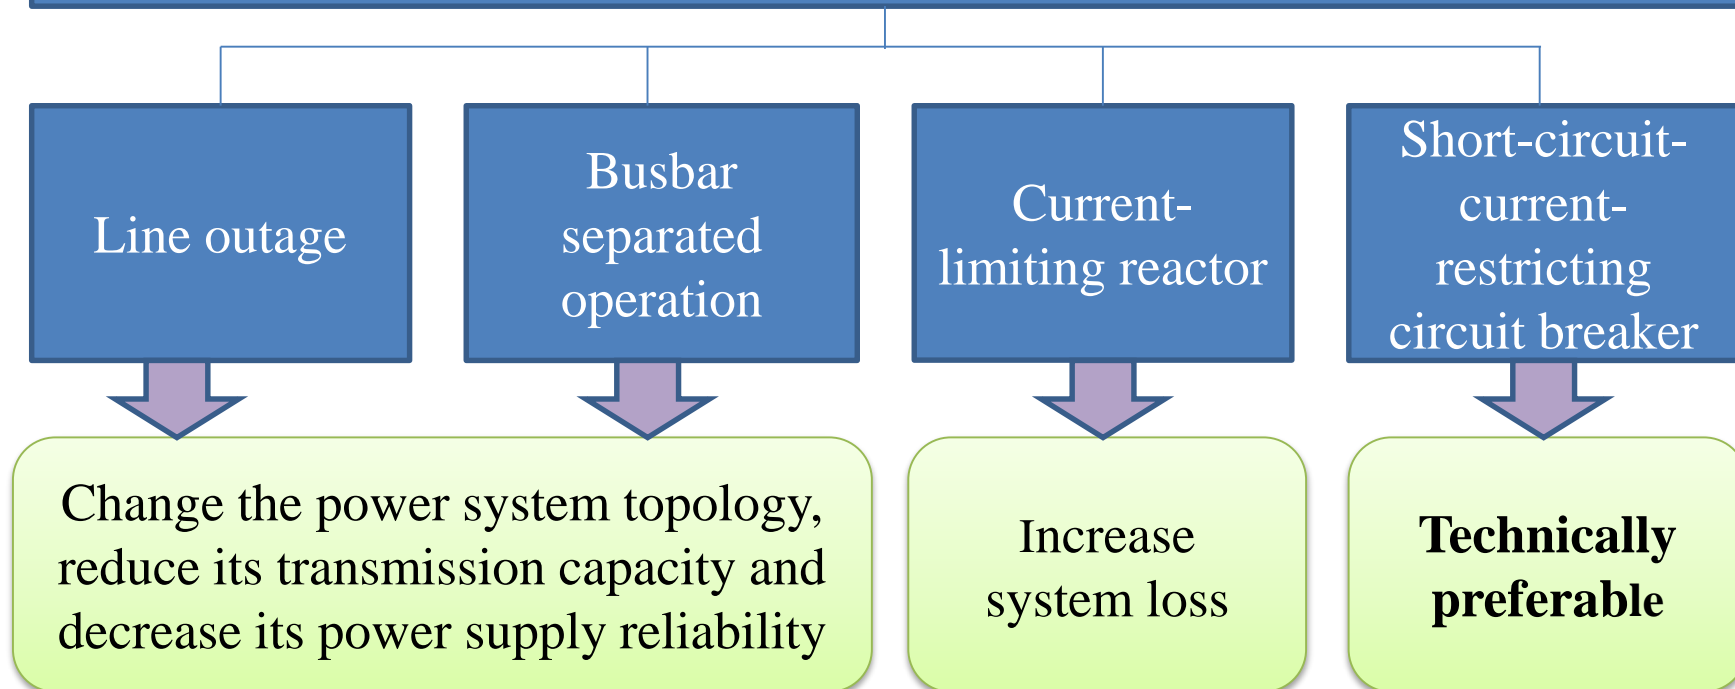 Line outage
Busbar
separated
operation
Current-
limiting reactor
Short-circuit-
current-
restricting
circuit breaker
Change the power system topology,
reduce its transmission capacity and
decrease its power supply reliability
Increase
system loss
Technically
preferable